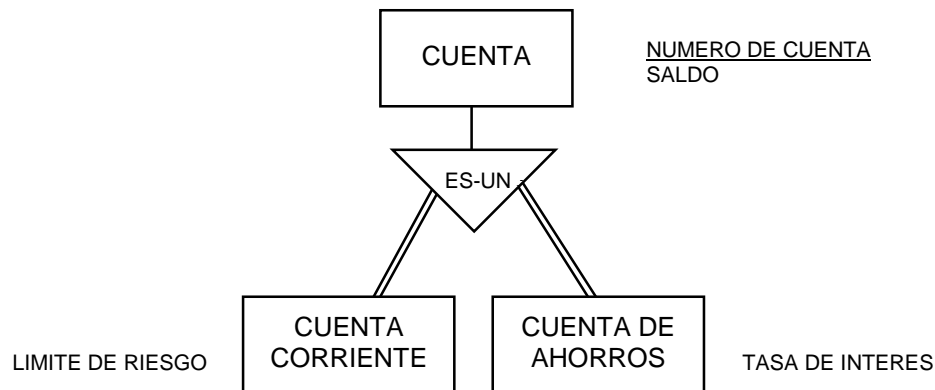 CUENTA
NUMERO DE CUENTA
SALDO
ES-UN
CUENTA
CORRIENTE
CUENTA DE
AHORROS
LIMITE DE RIESGO
TASA DE INTERES